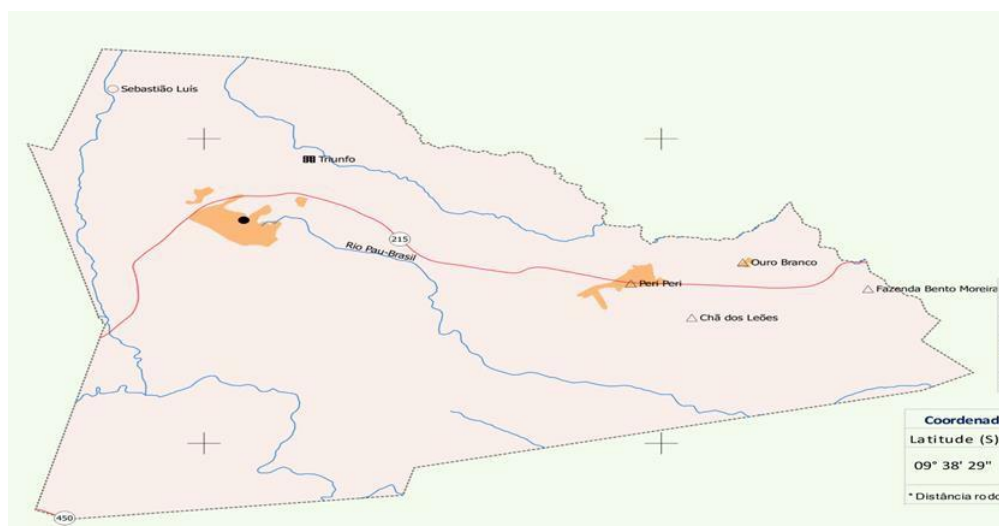 Sebastião Luís
Triunfo
215
Rio Pau-Brasil
Ouro Branco
Peri Peri
Fazenda Bento Moreira
Chã dos Leões
Coordenad
Latitude (S)
09° 38' 29"
* Distância rodo
450